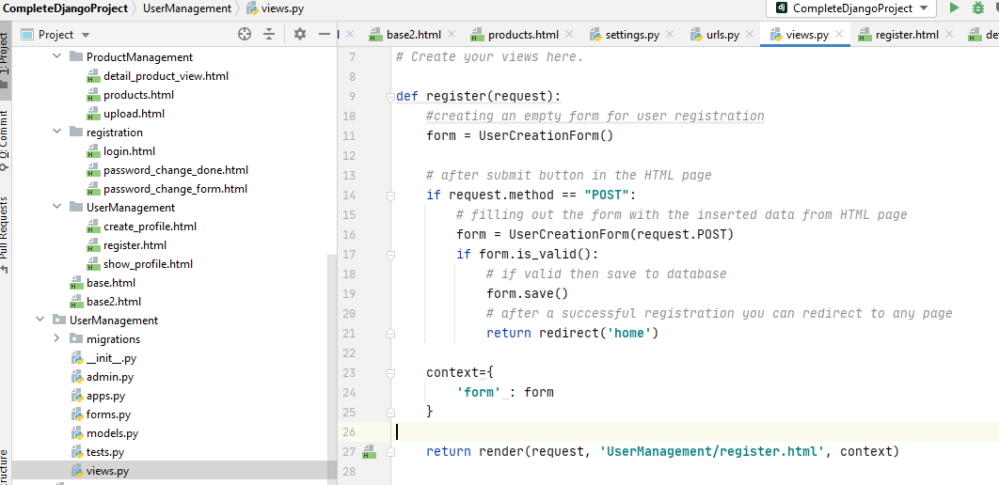 CompleteDjangoProject UserManagement views.py
CompleteDjangoProject
1: Project
0: Commit
Pull Requests
Project
base2.html
products.html
settings.py
urls.py
views.py
register.html
ProductManagement
detail_product_view.html
products.html
upload.html
registration
login.html
password_change_done.html
password_change_form.html
UserManagement
create_profile.html
register.html
show_profile.html
base.html
base2.html
UserManagement
migrations
__init__.py
admin.py
apps.py
forms.py
models.py
tests.py
views.py
7 # Create your views here.
8
9 def register(request):
10 #creating an empty form for user registration
11 form = UserCreationForm()
12
13 # after submit button in the HTML page
14 if request.method == "POST":
15 # filling out the form with the inserted data from HTML page
16 form = UserCreationForm(request.POST)
17 if form.is_valid():
18 # if valid then save to database
19 form.save()
20 # after a successful registration you can redirect to any page
21 return redirect('home')
22
23 context={
24 'form' : form
25 }
26
27 return render(request, 'UserManagement/register.html', context)
28